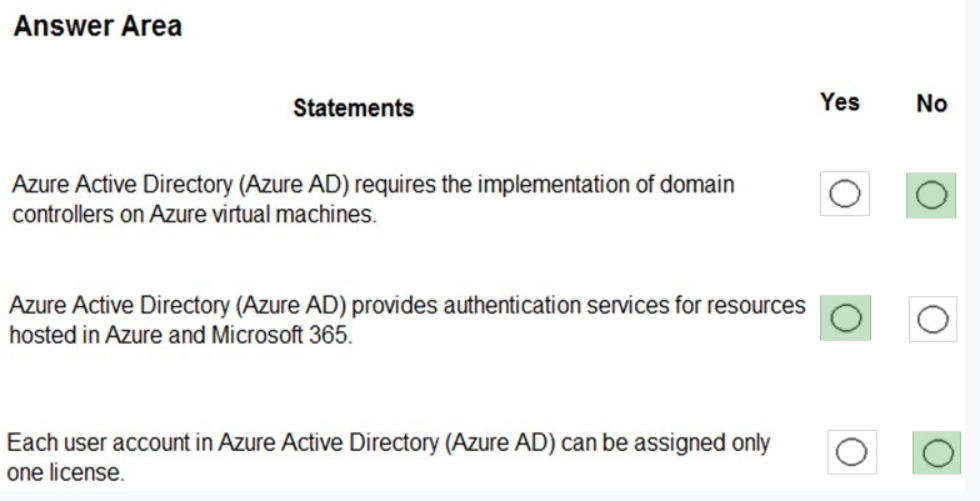 Answer Area
Statements Yes No
Azure Active Directory (Azure AD) requires the implementation of domain
controllers on Azure virtual machines.
Azure Active Directory (Azure AD) provides authentication services for resources
hosted in Azure and Microsoft 365.
Each user account in Azure Active Directory (Azure AD) can be assigned only
one license.